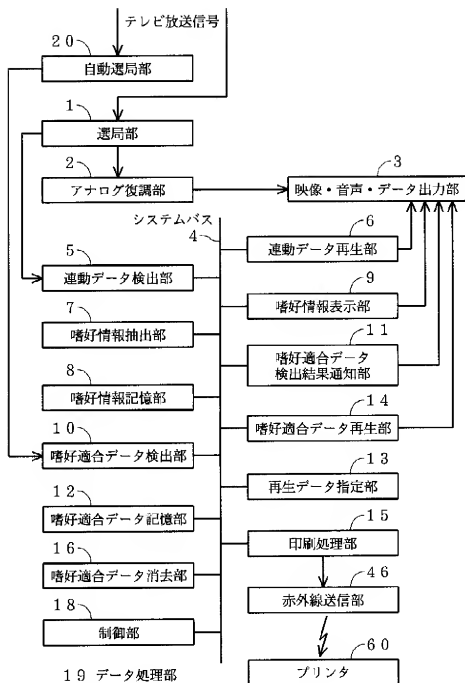 テレビ放送信号
20
自動選局部
1
選局部
2
アナログ復調部
3
映像・音声・データ出力部
システムバス
4
5
連動データ検出部
6
連動データ再生部
7
嗜好情報抽出部
9
嗜好情報表示部
8
嗜好情報記憶部
11
嗜好適合データ
検出結果通知部
10
嗜好適合データ検出部
14
嗜好適合データ再生部
12
嗜好適合データ記憶部
13
再生データ指定部
16
嗜好適合データ消去部
15
印刷処理部
18
制御部
46
赤外線送信部
19 データ処理部
60
プリンタ